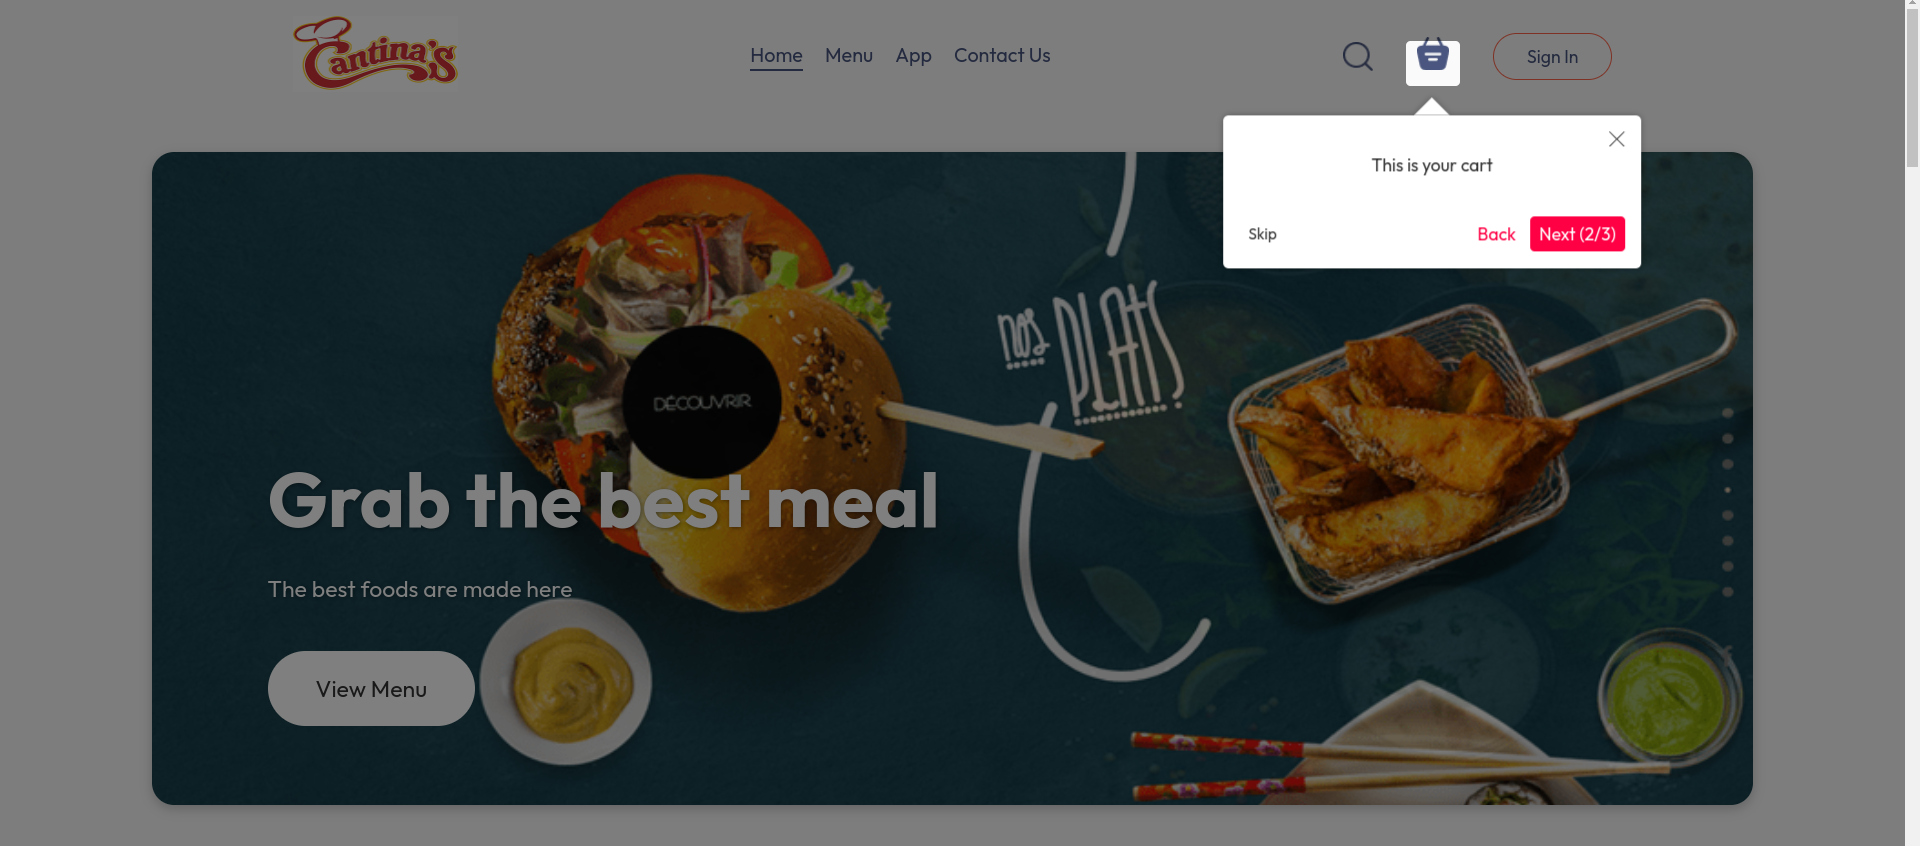 Cantina's
Home Menu App Contact Us
Sign In
This is your cart
Skip Back Next (2/3)
nos PLATS
DÉCOUVRIR
Grab the best meal
The best foods are made here
View Menu